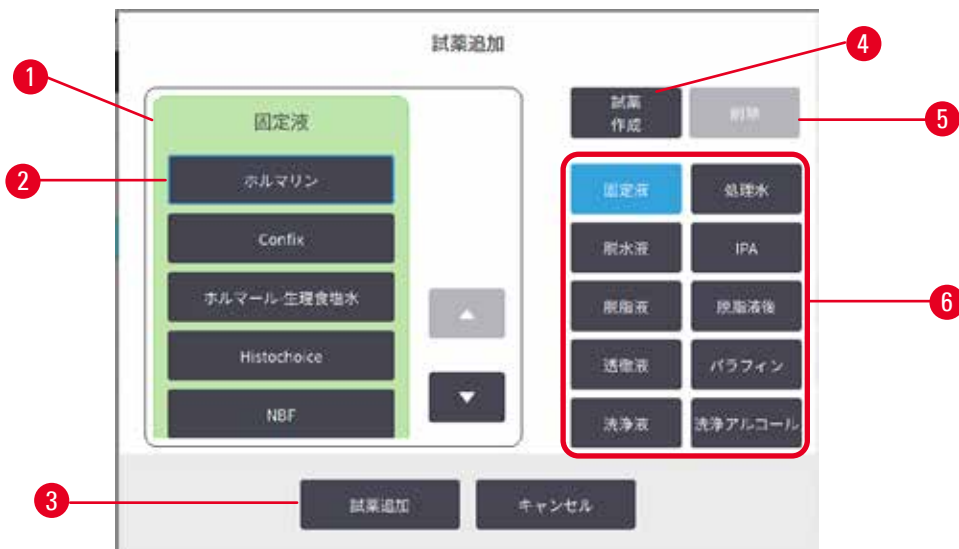 試薬追加
1
固定液
2
ホルマリン
Confix
ホルマール 生理食塩水
Histochoice
NBF
4
試薬
作成
削除
5
固定液
処理水
脱水液
IPA
脱脂液
脱脂液後
6
透徹液
パラフィン
洗浄液
洗浄アルコール
3
試薬追加
キャンセル